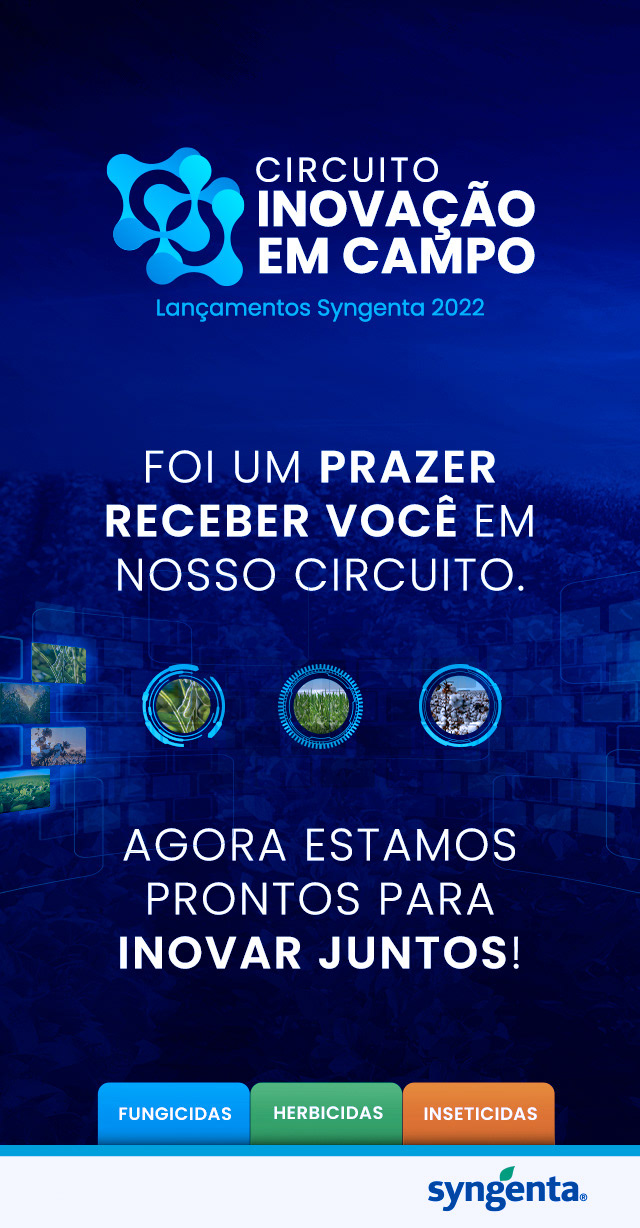 CIRCUITO
INOVAÇÃO
EM CAMPO
Lançamentos Syngenta 2022
FOI UM PRAZER
RECEBER VOCÊ EM
NOSSO CIRCUITO.
AGORA ESTAMOS
PRONTOS PARA
INOVAR JUNTOS!
FUNGICIDAS HERBICIDAS INSETICIDAS
syngenta®